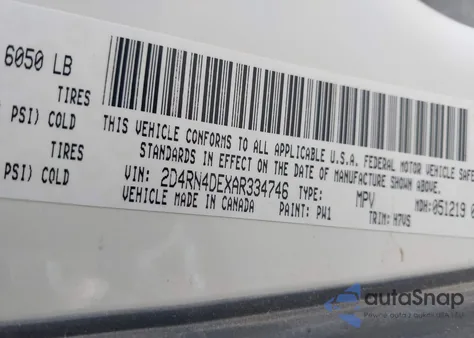 6050 LB
TIRES
PSI) COLD
TIRES
PSI) COLD
THIS VEHICLE CONFORMS TO ALL APPLICABLE U.S.A. FEDERAL MOTOR VEHICLE SAFE
STANDARDS IN EFFECT ON THE DATE OF MANUFACTURE SHOWN ABOVE.
VIN: 2D4RN4DEXAR334746 TYPE: MPV MDH: 051219 0
VEHICLE MADE IN CANADA PAINT: PW1 TRIM: H7V5
autoSnap